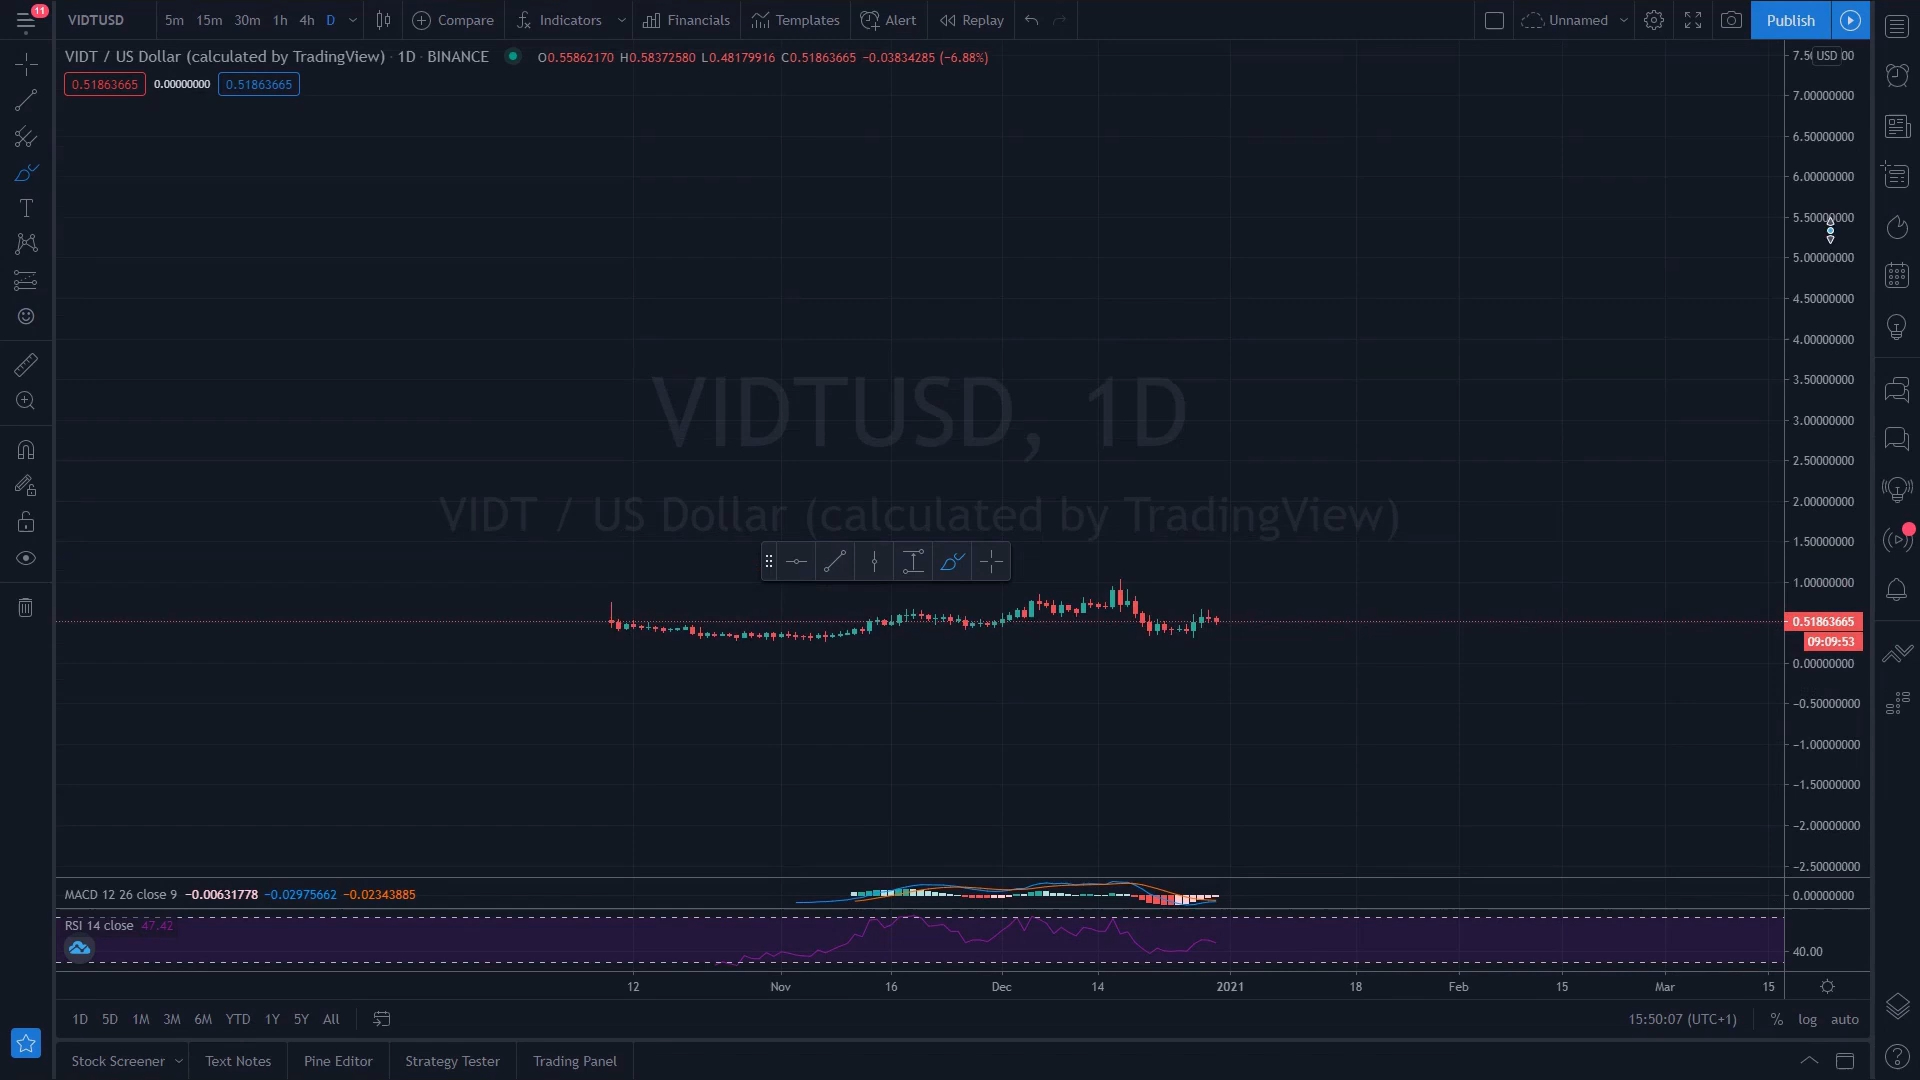 11
VIDTUSD 5m 15m 30m 1h 4h D Compare Indicators Financials Templates Alert Replay Unnamed Publish
VIDT / US Dollar (calculated by TradingView) · 1D · BINANCE O0.55862170 H0.58372580 L0.48179916 C0.51863665 −0.03834285 (−6.88%)
0.51863665 0.00000000 0.51863665
USD
7.00000000
6.50000000
6.00000000
5.50000000
5.00000000
4.50000000
4.00000000
3.50000000
3.00000000
2.50000000
2.00000000
1.50000000
1.00000000
0.51863665
09:09:53
0.00000000
−0.50000000
−1.00000000
−1.50000000
−2.00000000
−2.50000000
VIDTUSD, 1D
VIDT / US Dollar (calculated by TradingView)
MACD 12 26 close 9 −0.00631778 −0.02975662 −0.02343885
0.00000000
RSI 14 close 47.42
40.00
12 Nov 16 Dec 14 2021 18 Feb 15 Mar 15
1D 5D 1M 3M 6M YTD 1Y 5Y All 15:50:07 (UTC+1) % log auto
Stock Screener Text Notes Pine Editor Strategy Tester Trading Panel